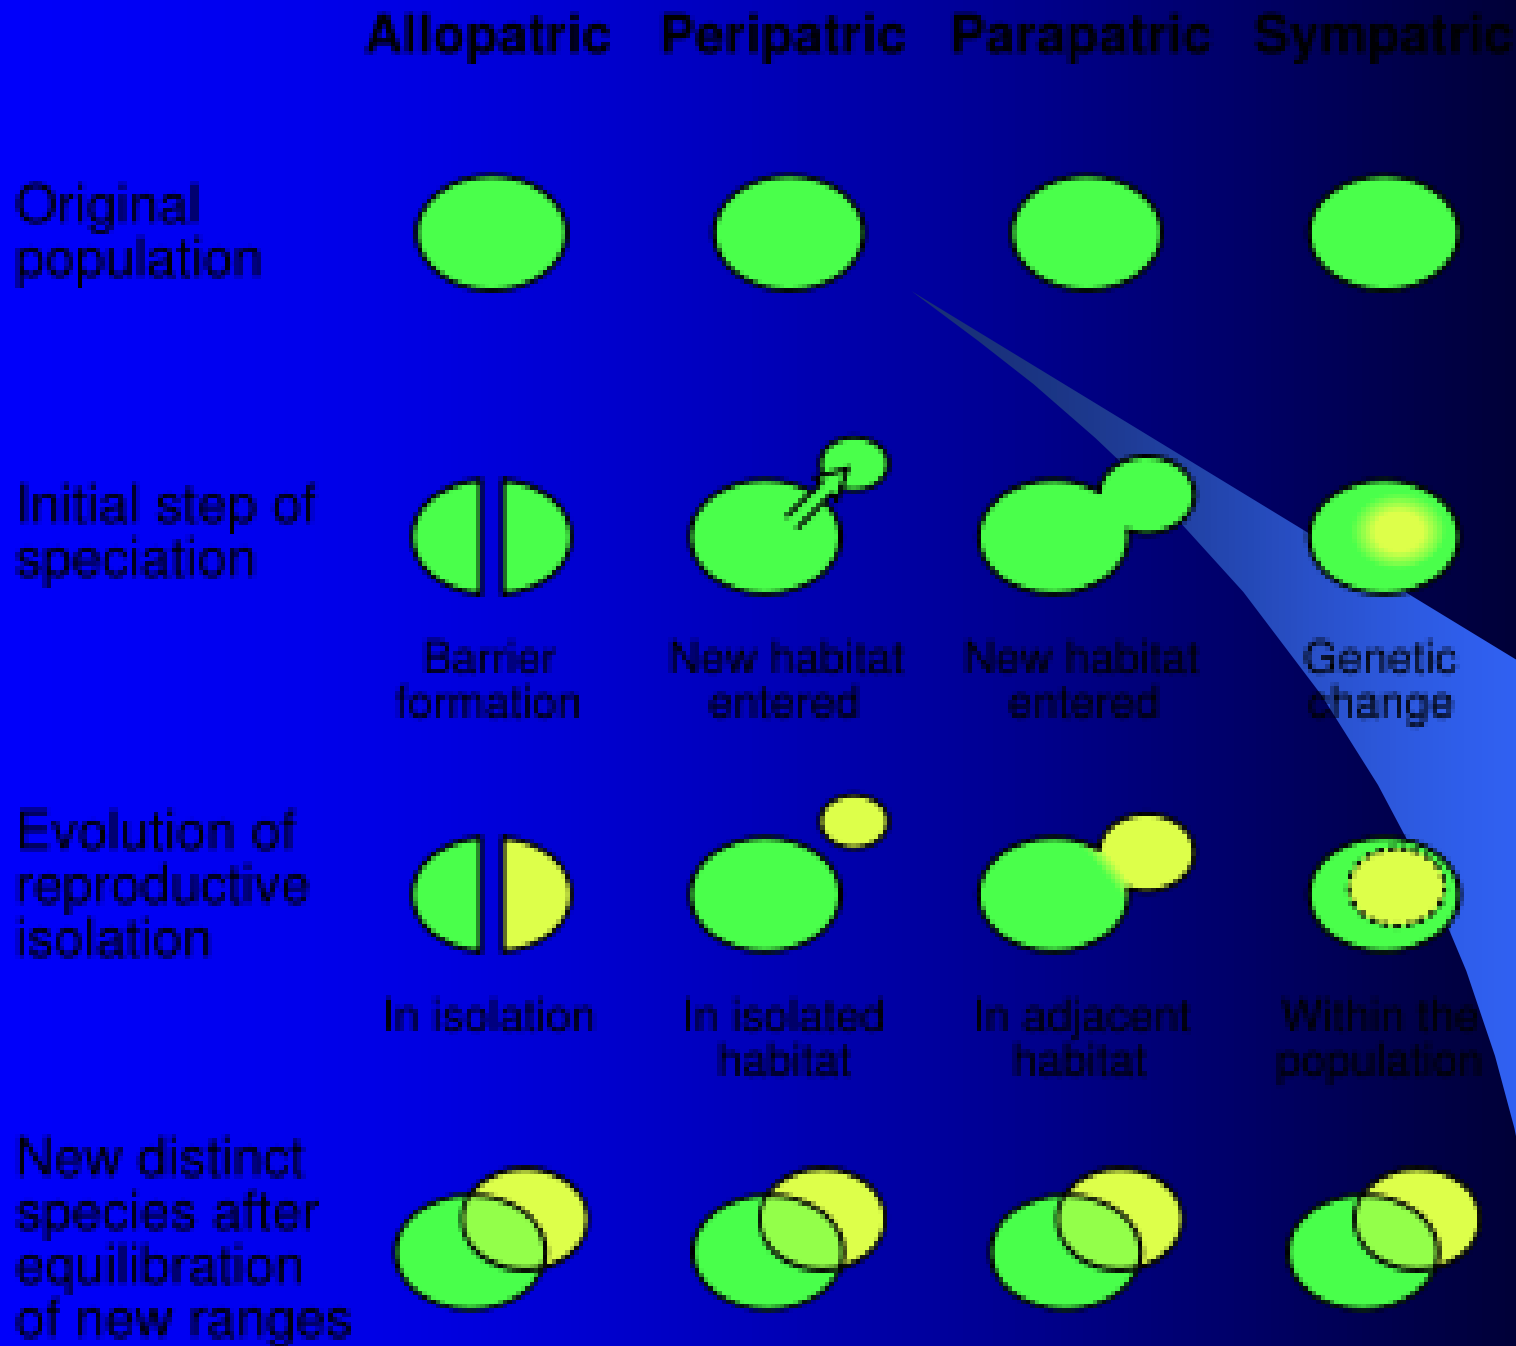 Allopatric Peripatric Parapatric Sympatric
Original
population
Initial step of
speciation
Barrier
formation
New habitat
entered
New habitat
entered
Genetic
change
Evolution of
reproductive
isolation
In isolation
In isolated
habitat
In adjacent
habitat
Within the
population
New distinct
species after
equilibration
of new ranges